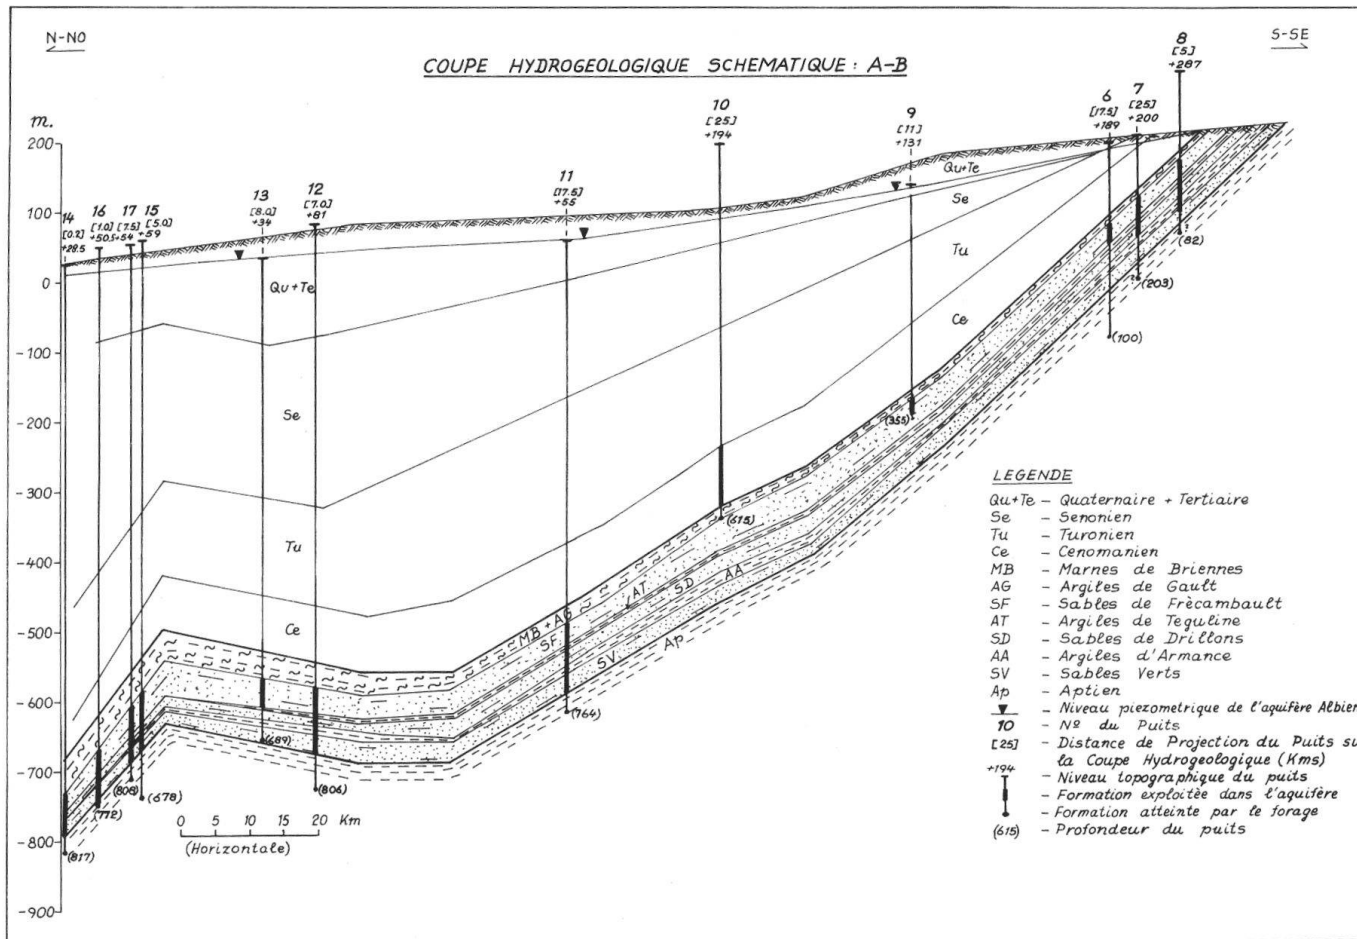 N-NO
S-SE
COUPE HYDROGEOLOGIQUE SCHEMATIQUE : A-B
m.
200
100
0
-100
-200
-300
-400
-500
-600
-700
-800
-900
14
[0.2]
+28.5
16
[1.0]
+50.5
17
[7.5]
+54
15
[5.0]
+59
13
[8.0]
+34
12
[7.0]
+81
11
[17.5]
+55
10
[25]
+194
9
[11]
+131
6
[17.5]
+189
7
[25]
+200
8
[5]
+287
Qu+Te
Se
Tu
Ce
Qu+Te
Se
Tu
Ce
MB + AG
SF
AT
SD
AA
SV
Ap
(817)
(772)
(808)
(678)
(689)
(806)
(764)
(615)
(355)
(100)
(203)
(82)
0 5 10 15 20 Km
(Horizontale)
LEGENDE
Qu+Te - Quaternaire + Tertiaire
Se - Senonien
Tu - Turonien
Ce - Cenomanien
MB - Marnes de Briennes
AG - Argiles de Gault
SF - Sables de Frècambault
AT - Argiles de Teguline
SD - Sables de Drillons
AA - Argiles d'Armance
SV - Sables Verts
Ap - Aptien
- Niveau piezometrique de l'aquifère Albien
10 - Nº du Puits
[25] - Distance de Projection du Puits su
la Coupe Hydrogeologique (Kms)
+194 - Niveau topographique du puits
- Formation exploitèe dans l'aquifère
- Formation atteinte par le forage
(615) - Profondeur du puits